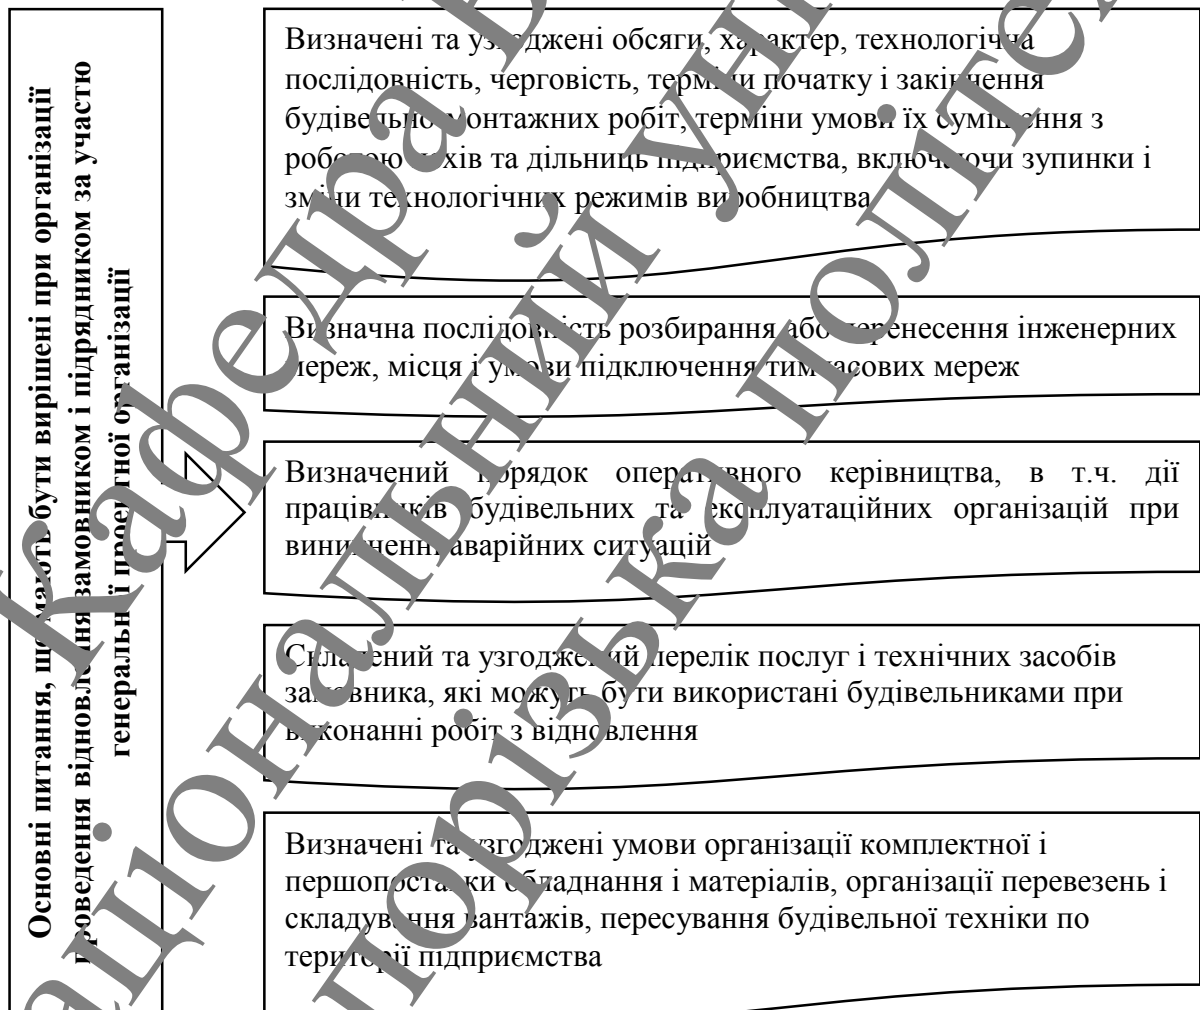 Основні питання, що мають бути вирішені при організації
проведення відновлення замовником і підрядником за участю
генеральної проектної організації
Визначені та узгоджені обсяги, характер, технологічна
послідовність, черговість, терміни початку і закінчення
будівельно-монтажних робіт, терміни умови їх суміщення з
роботою цехів та дільниць підприємства, включаючи зупинки і
зміни технологічних режимів виробництва
Визначна послідовність розбирання або перенесення інженерних
мереж, місця і умови підключення тимчасових мереж
Визначений порядок оперативного керівництва, в т.ч. дії
працівників будівельних та експлуатаційних організацій при
виникненні аварійних ситуацій
Складений та узгоджений перелік послуг і технічних засобів
замовника, які можуть бути використані будівельниками при
виконанні робіт з відновлення
Визначені та узгоджені умови організації комплектної і
першопоставки обладнання і матеріалів, організації перевезень і
складування вантажів, пересування будівельної техніки по
території підприємства
Кафедра
політех